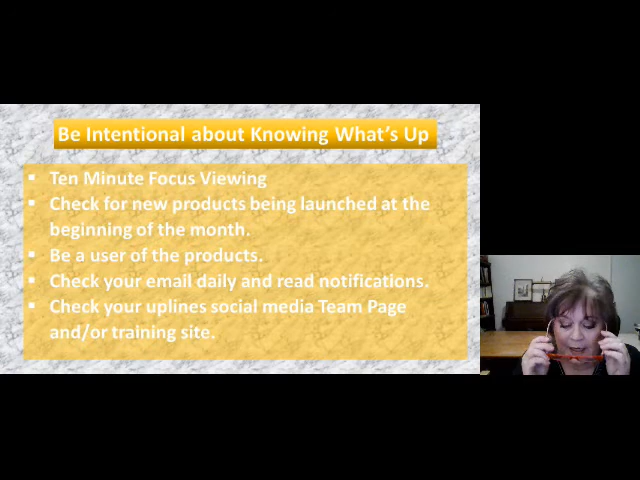 Be Intentional about Knowing What's Up
▪ Ten Minute Focus Viewing
▪ Check for new products being launched at the
beginning of the month.
▪ Be a user of the products.
▪ Check your email daily and read notifications.
▪ Check your uplines social media Team Page
and/or training site.